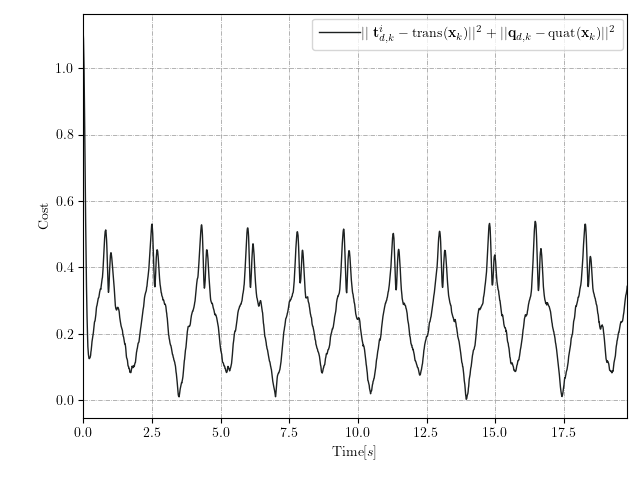 || t^i_{d,k} − trans(x_k)||^2 + ||q_{d,k} − quat(x_k)||^2
1.0
0.8
0.6
Cost
0.4
0.2
0.0
0.0 2.5 5.0 7.5 10.0 12.5 15.0 17.5
Time[s]